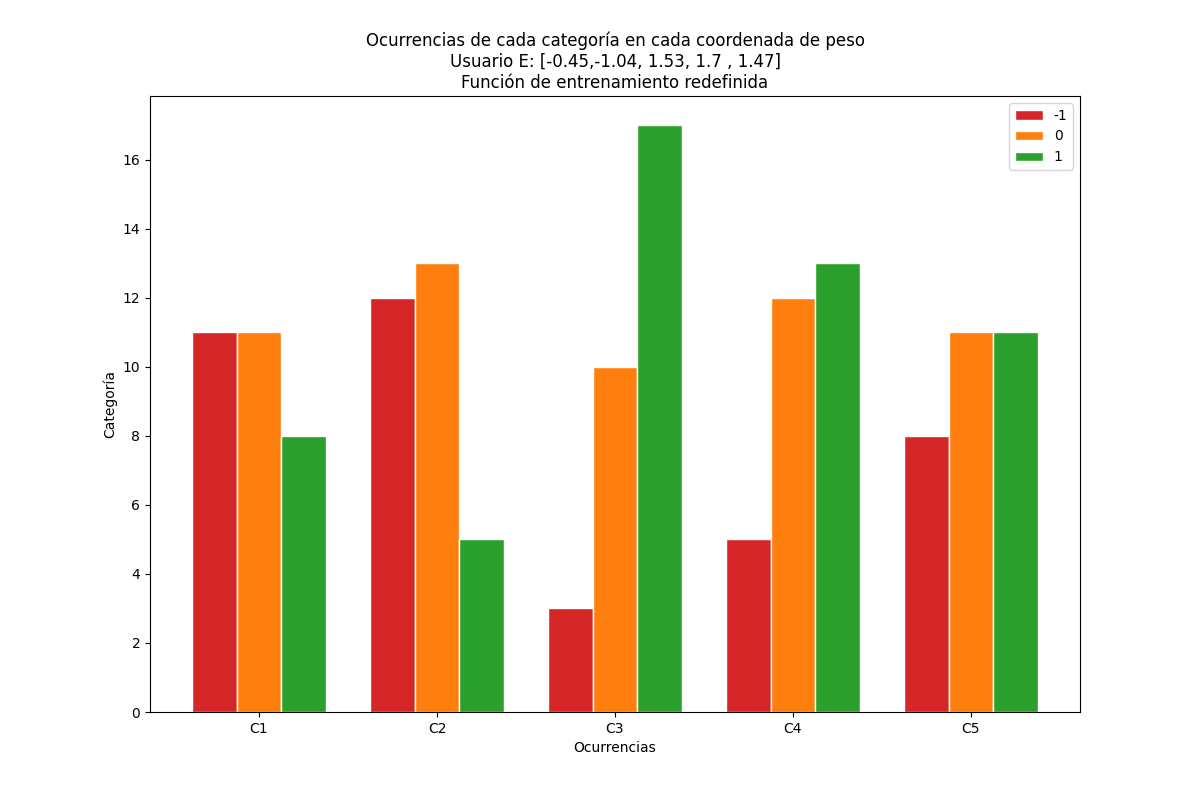 Ocurrencias de cada categoría en cada coordenada de peso
Usuario E: [-0.45,-1.04, 1.53, 1.7 , 1.47]
Función de entrenamiento redefinida
-1
0
1
16
14
12
10
8
6
4
2
0
Categoría
C1 C2 C3 C4 C5
Ocurrencias